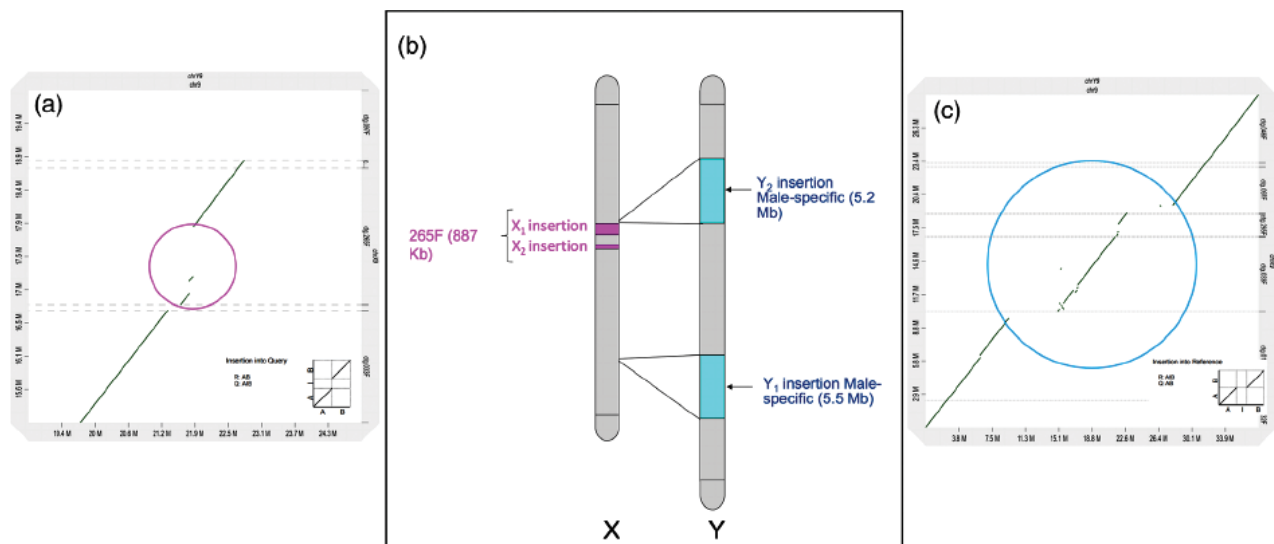 (a)
chrY9
chr9
19.4 M
18.9 M
18.4 M
17.9 M
17.5 M
17 M
16.5 M
16.1 M
15.6 M
19.4 M 20 M 20.6 M 21.2 M 21.9 M 22.5 M 23.1 M 23.7 M 24.3 M
Insertion into Query
R: AB
Q: AIB
B
I
A
A B
(b)
265F (887
Kb)
X1 insertion
X2 insertion
Y2 insertion
Male-specific (5.2
Mb)
Y1 insertion Male-
specific (5.5 Mb)
X Y
(c)
chrY9
chr9
26.3 M
23.4 M
20.4 M
17.5 M
14.6 M
11.7 M
8.8 M
5.8 M
2.9 M
3.8 M 7.5 M 11.3 M 15.1 M 18.8 M 22.6 M 26.4 M 30.1 M 33.9 M
Insertion into Reference
R: AIB
Q: AB
B
A
A I B